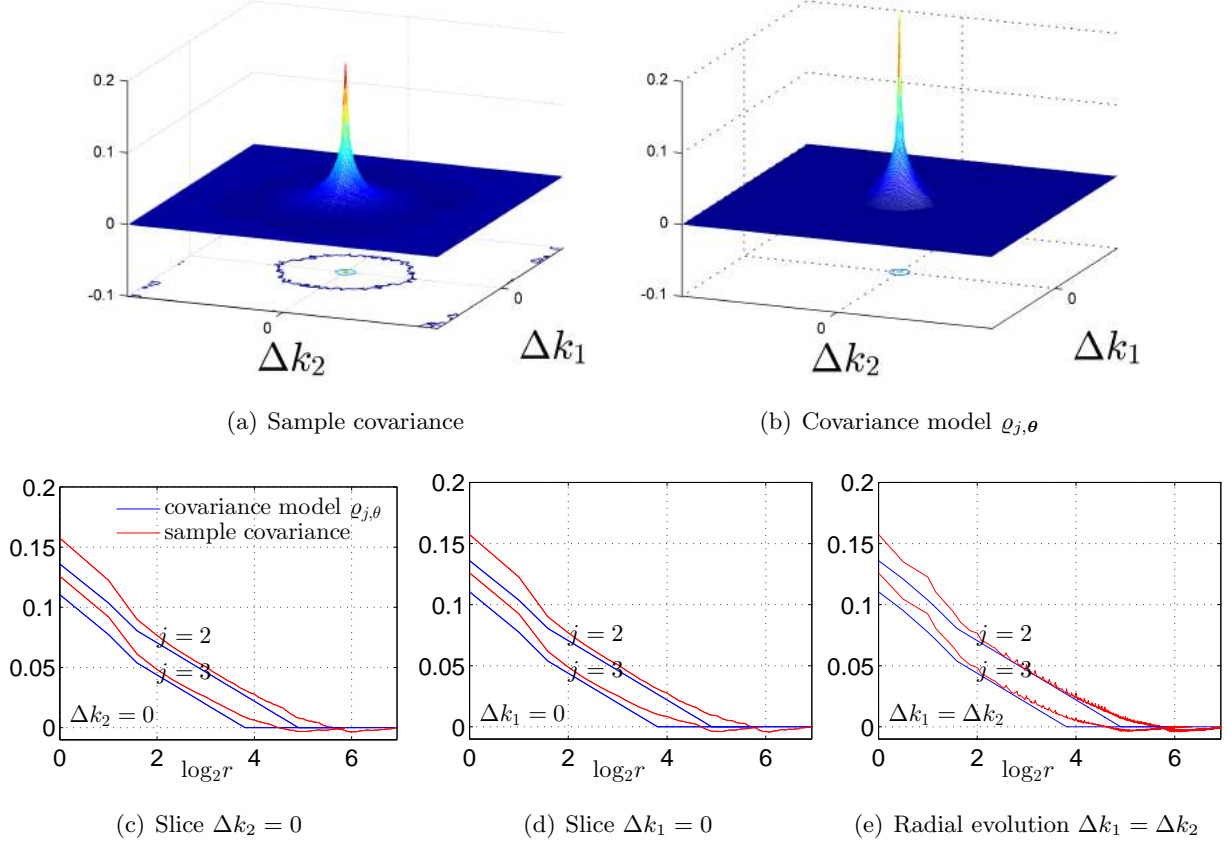 0.2
0.1
0
-0.1
0
Δk₂
0
Δk₁
0.2
0.1
0
-0.1
0
Δk₂
0
Δk₁
(a) Sample covariance
(b) Covariance model ϱ_{j,θ}
0.2
0.15
0.1
0.05
0
covariance model ϱ_{j,θ}
sample covariance
j = 2
j = 3
Δk₂ = 0
0 2 4 6
log₂r
0.2
0.15
0.1
0.05
0
j = 2
j = 3
Δk₁ = 0
0 2 4 6
log₂r
0.2
0.15
0.1
0.05
0
j = 2
j = 3
Δk₁ = Δk₂
0 2 4 6
log₂r
(c) Slice Δk₂ = 0
(d) Slice Δk₁ = 0
(e) Radial evolution Δk₁ = Δk₂